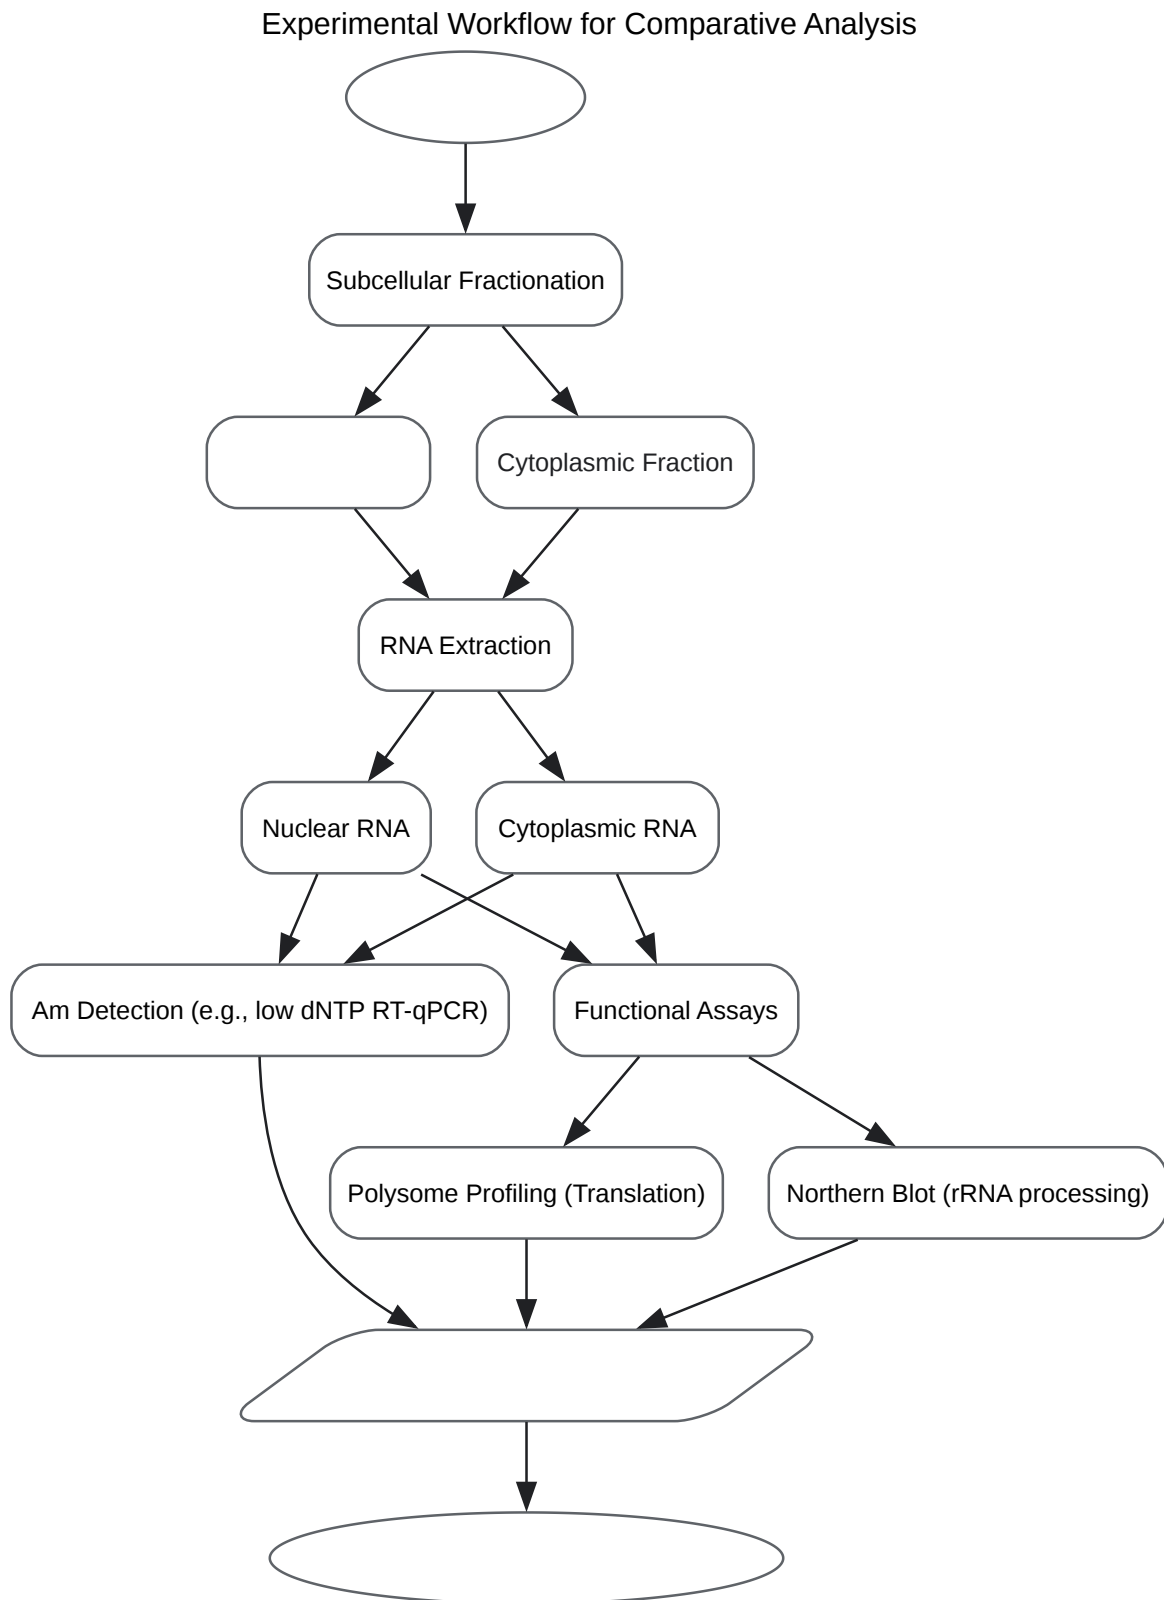 Experimental Workflow for Comparative Analysis
Subcellular Fractionation
Cytoplasmic Fraction
RNA Extraction
Nuclear RNA
Cytoplasmic RNA
Am Detection (e.g., low dNTP RT-qPCR)
Functional Assays
Polysome Profiling (Translation)
Northern Blot (rRNA processing)